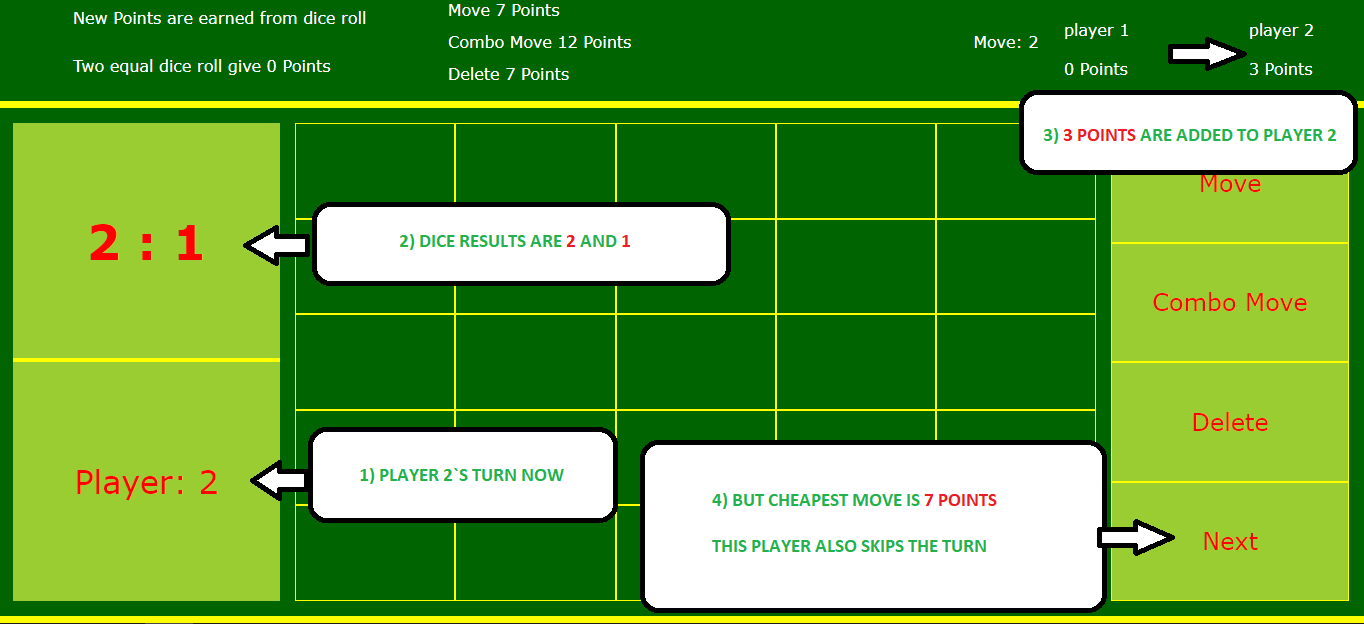 New Points are earned from dice roll
Two equal dice roll give 0 Points
Move 7 Points
Combo Move 12 Points
Delete 7 Points
Move: 2
player 1
0 Points
player 2
3 Points
3) 3 POINTS ARE ADDED TO PLAYER 2
2 : 1
2) DICE RESULTS ARE 2 AND 1
Move
Combo Move
Delete
Next
Player: 2
1) PLAYER 2`S TURN NOW
4) BUT CHEAPEST MOVE IS 7 POINTS
THIS PLAYER ALSO SKIPS THE TURN